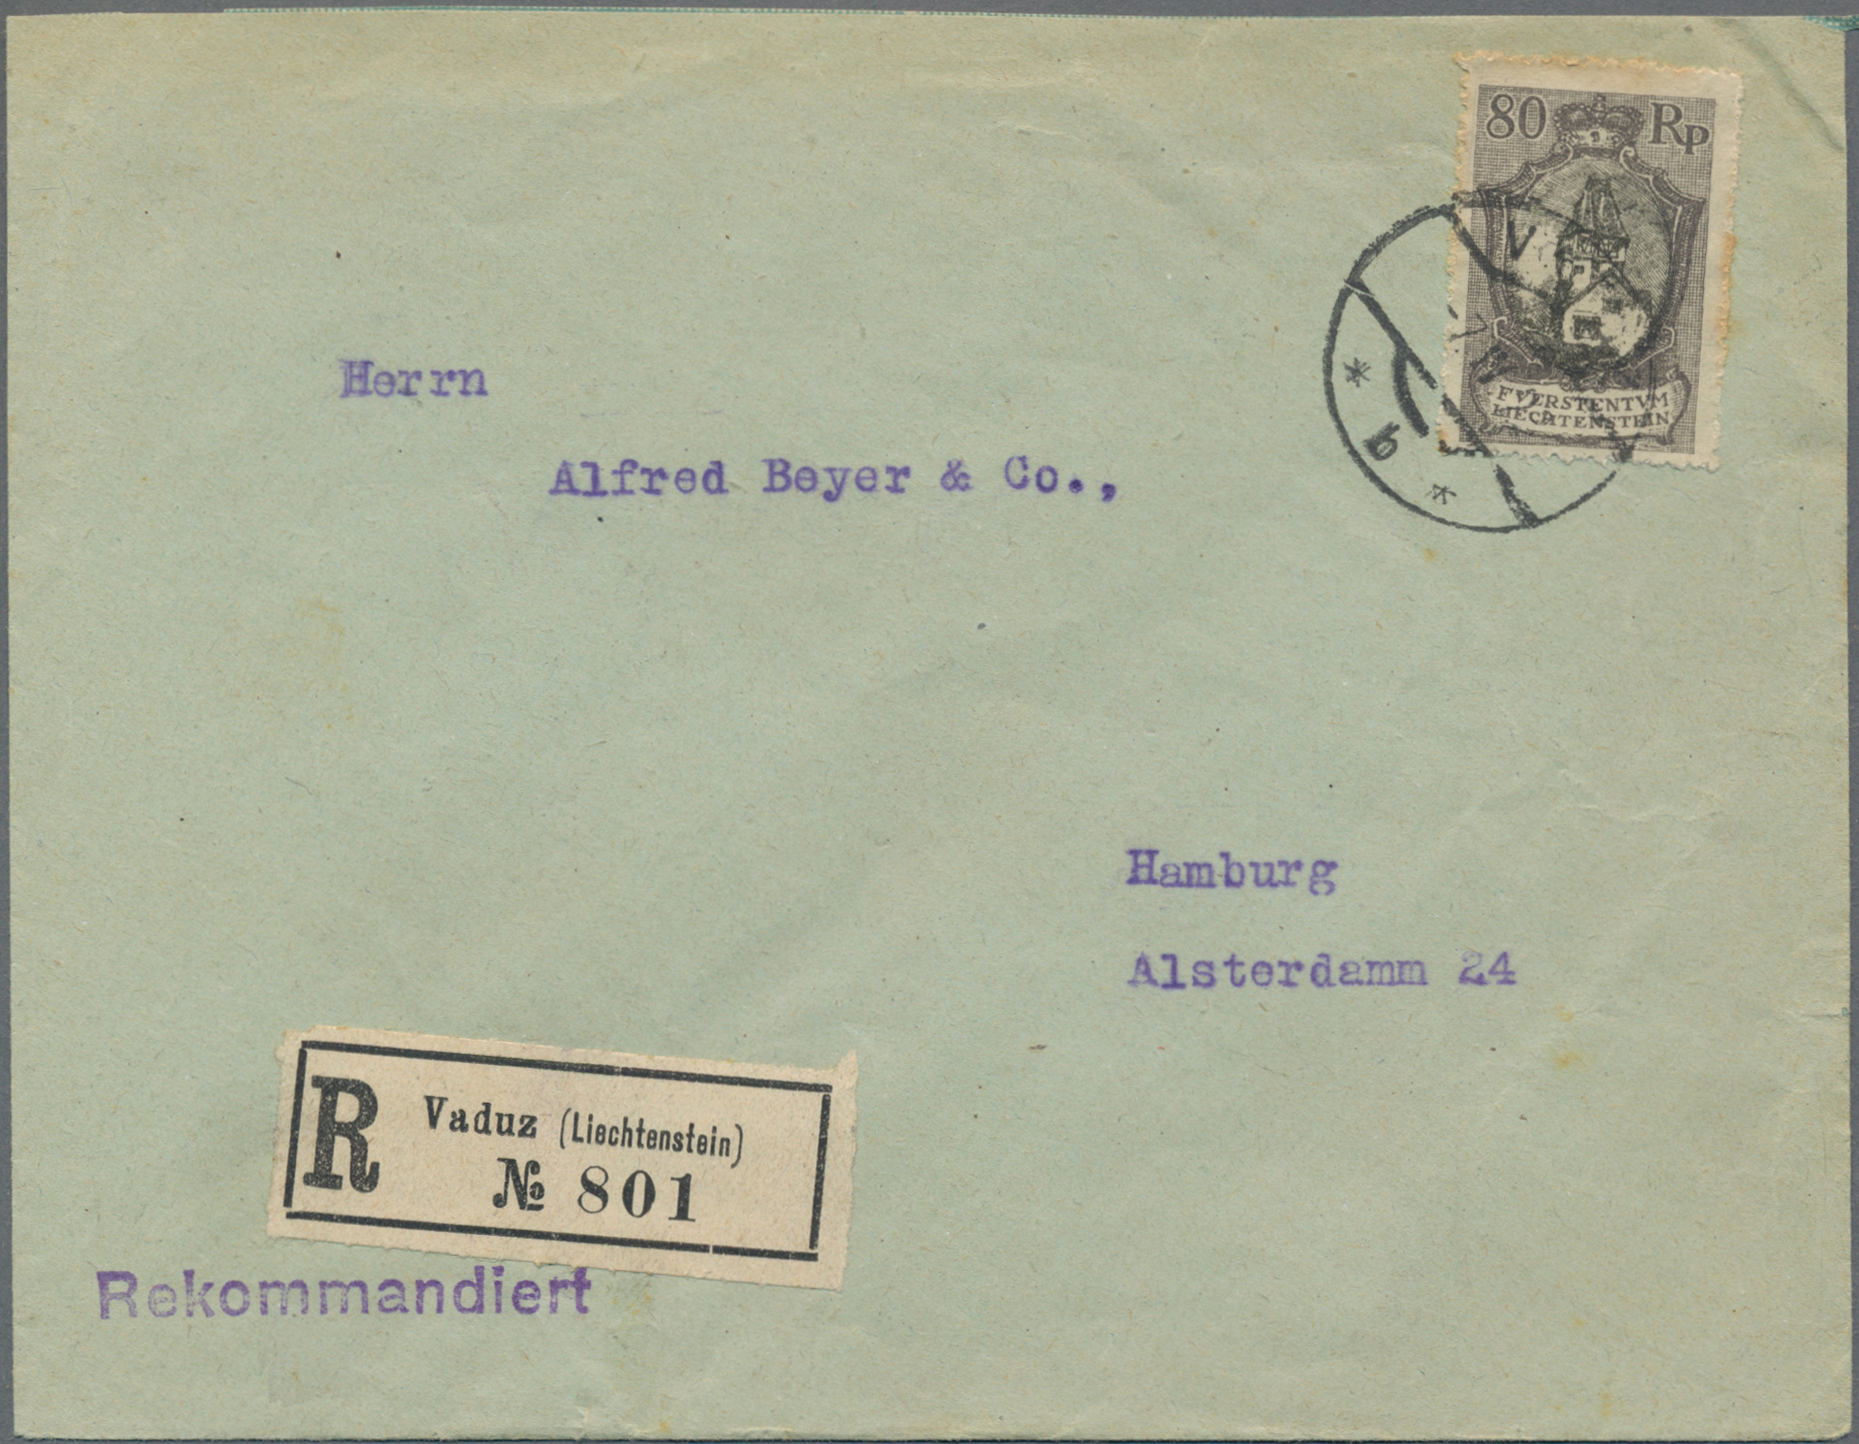 80 Rp
FVERSTENTVM
LIECHTENSTEIN
Herrn
Alfred Beyer & Co.,
Hamburg
Alsterdamm 24
R Vaduz (Liechtenstein)
№ 801
Rekommandiert